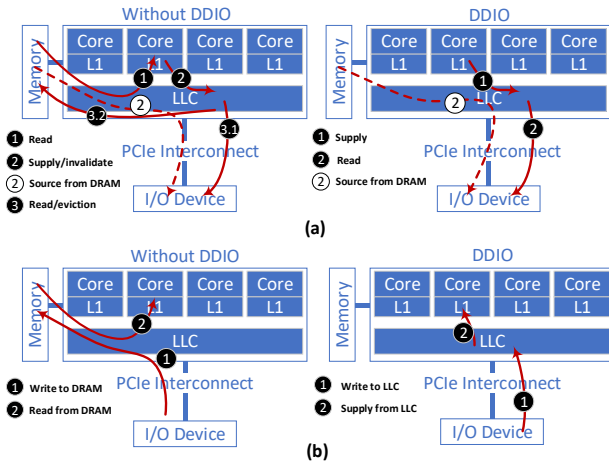 Without DDIO
Memory
Core Core Core Core
L1 L1 L1 L1
1 2
LLC
2
3.2 3.1
1 Read
2 Supply/invalidate
2 Source from DRAM
3 Read/eviction
PCIe Interconnect
I/O Device
DDIO
Memory
Core Core Core Core
L1 L1 L1 L1
1
LLC
2
2
1 Supply
2 Read
2 Source from DRAM
PCIe Interconnect
I/O Device
(a)
Without DDIO
Memory
Core Core Core Core
L1 L1 L1 L1
2
LLC
1
1 Write to DRAM
2 Read from DRAM
PCIe Interconnect
I/O Device
DDIO
Memory
Core Core Core Core
L1 L1 L1 L1
2
LLC
1 Write to LLC
2 Supply from LLC
PCIe Interconnect
1
I/O Device
(b)